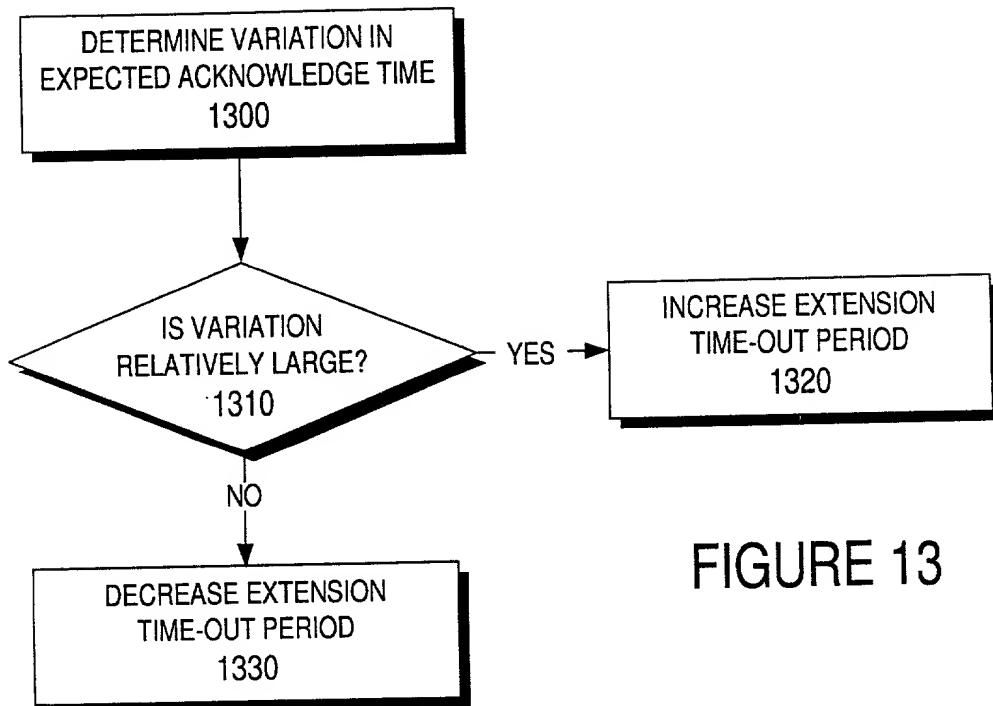 DETERMINE VARIATION IN
EXPECTED ACKNOWLEDGE TIME
1300
IS VARIATION
RELATIVELY LARGE?
1310
YES
INCREASE EXTENSION
TIME-OUT PERIOD
1320
NO
DECREASE EXTENSION
TIME-OUT PERIOD
1330
FIGURE 13